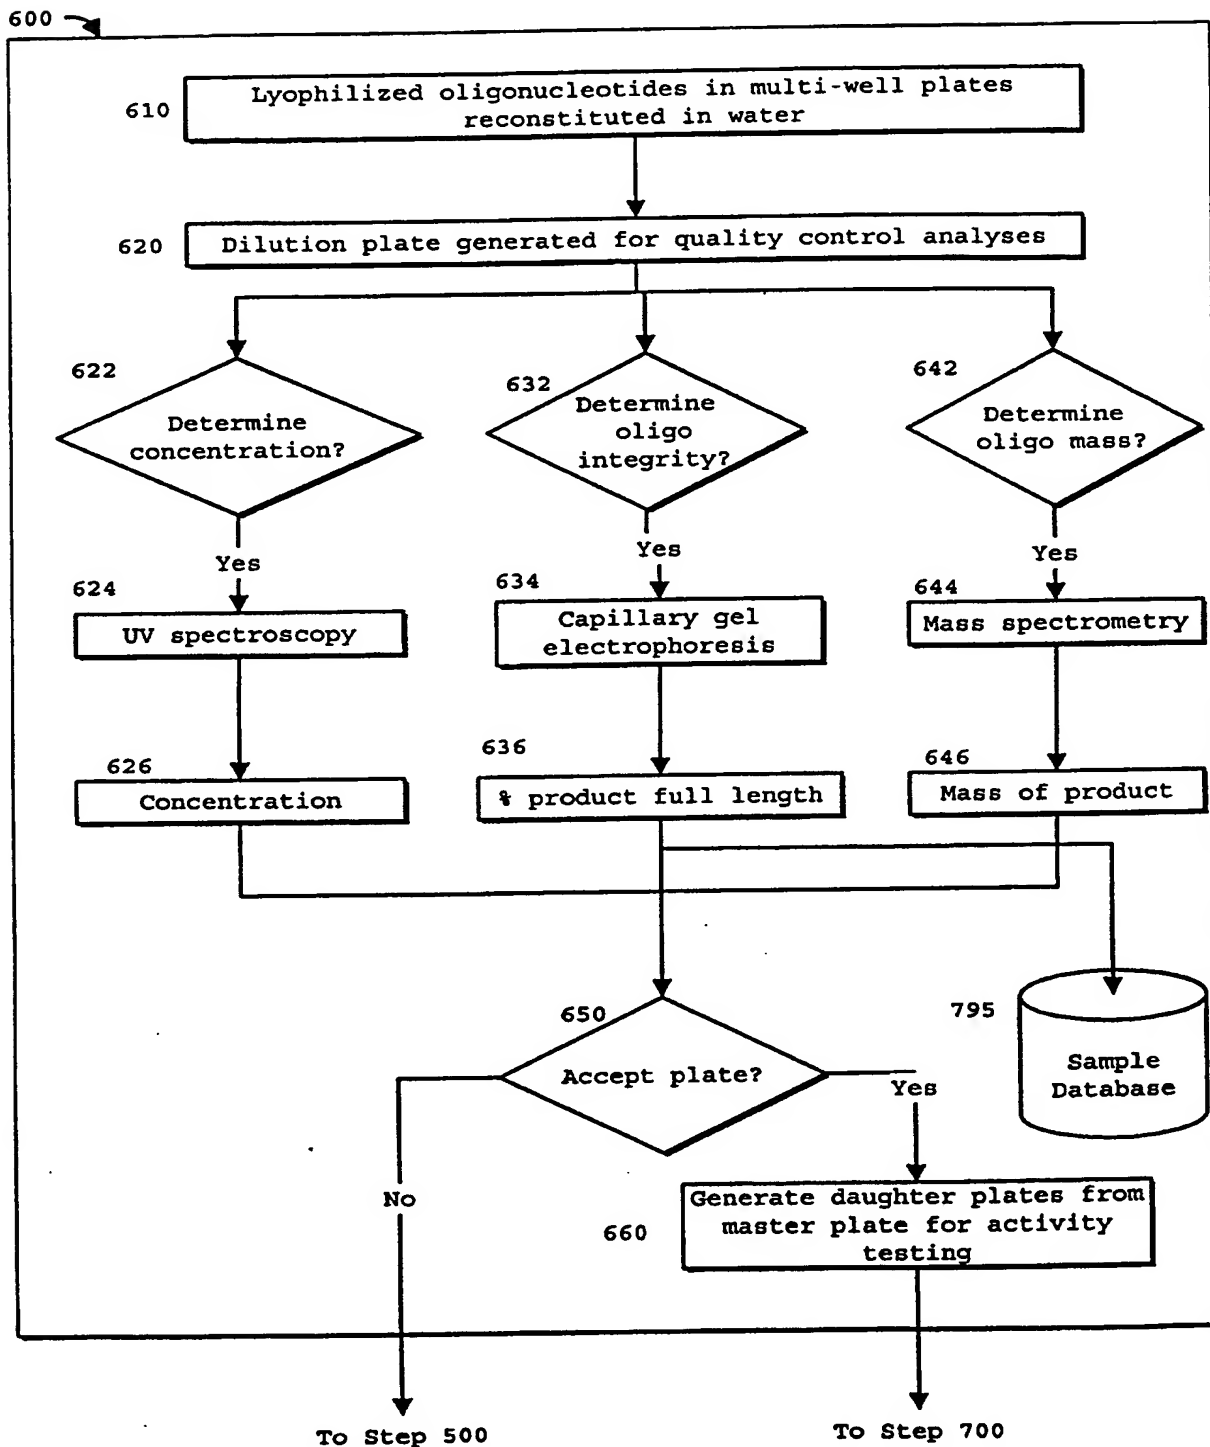 600
610
Lyophilized oligonucleotides in multi-well plates
reconstituted in water
620
Dilution plate generated for quality control analyses
622
Determine
concentration?
632
Determine
oligo
integrity?
642
Determine
oligo mass?
Yes
Yes
Yes
624
UV spectroscopy
634
Capillary gel
electrophoresis
644
Mass spectrometry
626
Concentration
636
% product full length
646
Mass of product
650
Accept plate?
795
Sample
Database
Yes
No
660
Generate daughter plates from
master plate for activity
testing
To Step 500
To Step 700